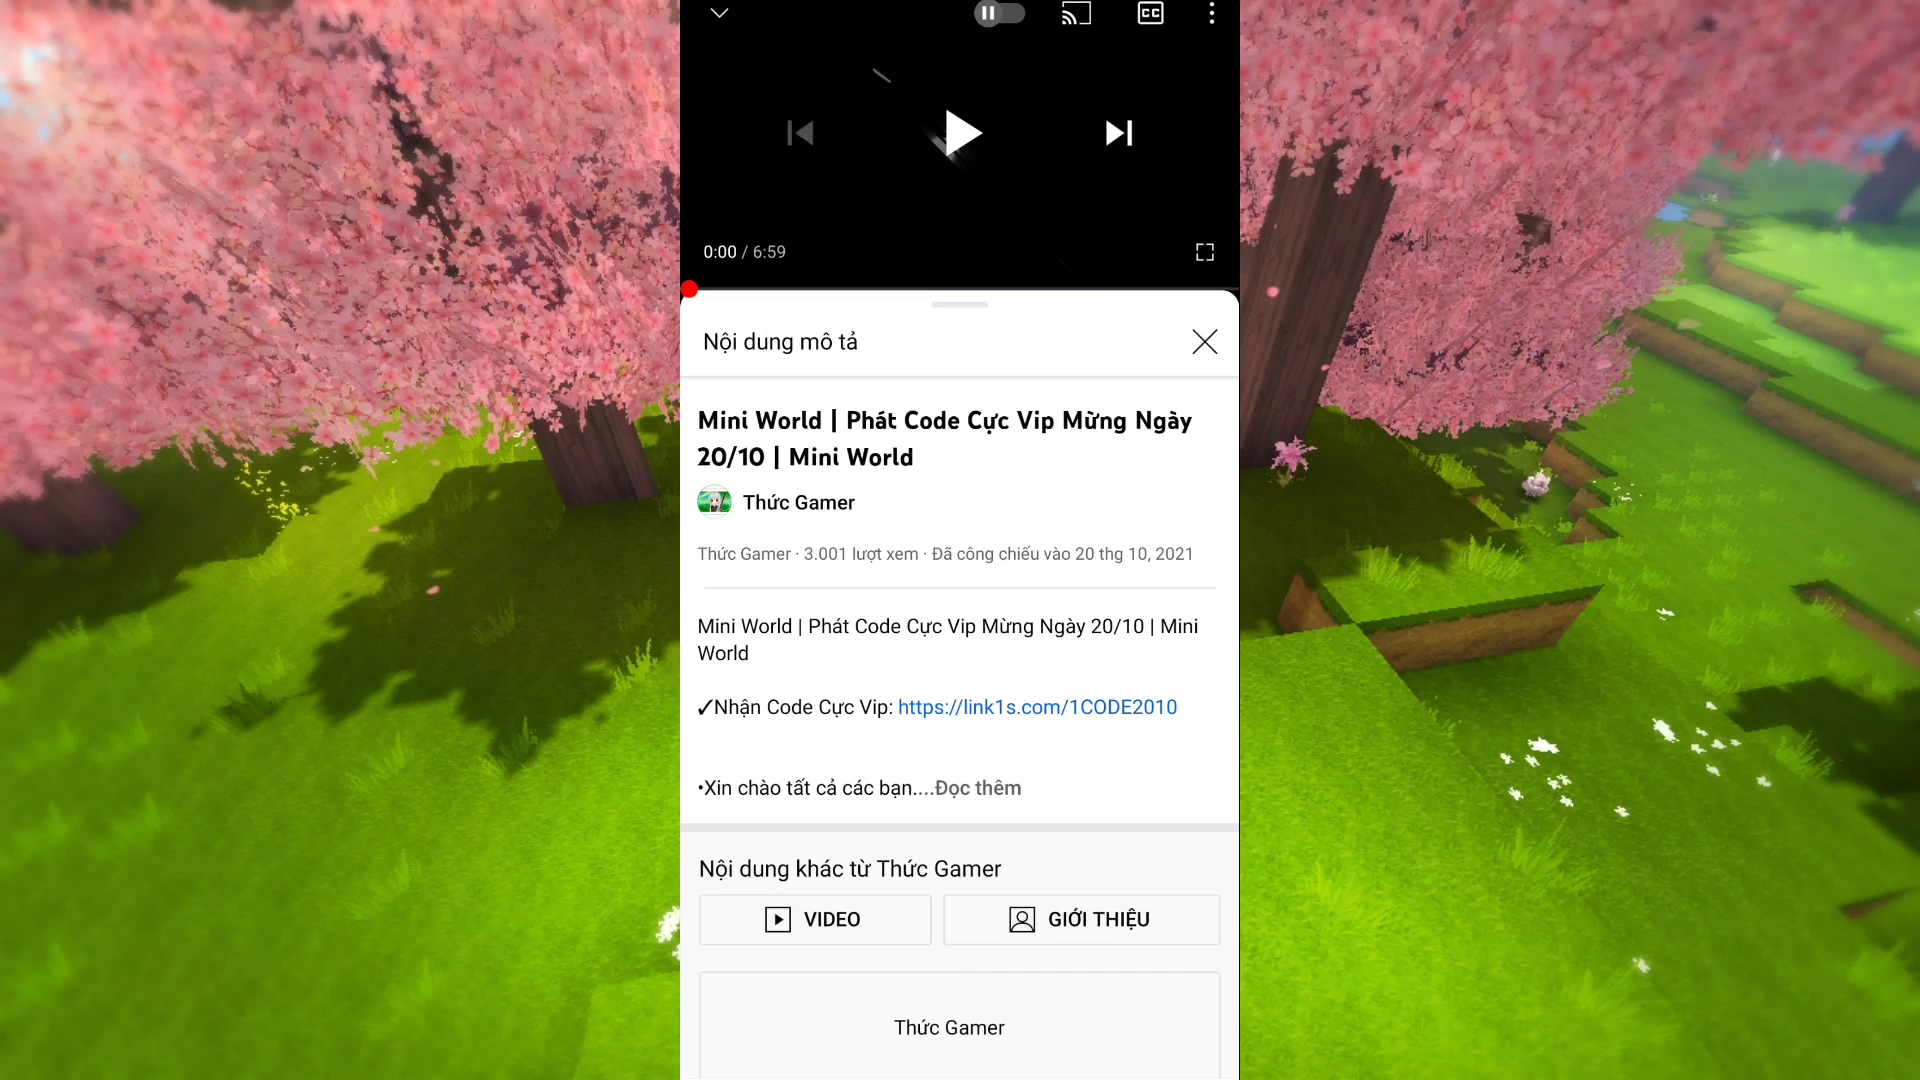 CC
0:00 / 6:59
Nội dung mô tả
Mini World | Phát Code Cực Vip Mừng Ngày
20/10 | Mini World
Thức Gamer
Thức Gamer · 3.001 lượt xem · Đã công chiếu vào 20 thg 10, 2021
Mini World | Phát Code Cực Vip Mừng Ngày 20/10 | Mini
World
✓Nhận Code Cực Vip: https://link1s.com/1CODE2010
•Xin chào tất cả các bạn....Đọc thêm
Nội dung khác từ Thức Gamer
VIDEO
GIỚI THIỆU
Thức Gamer